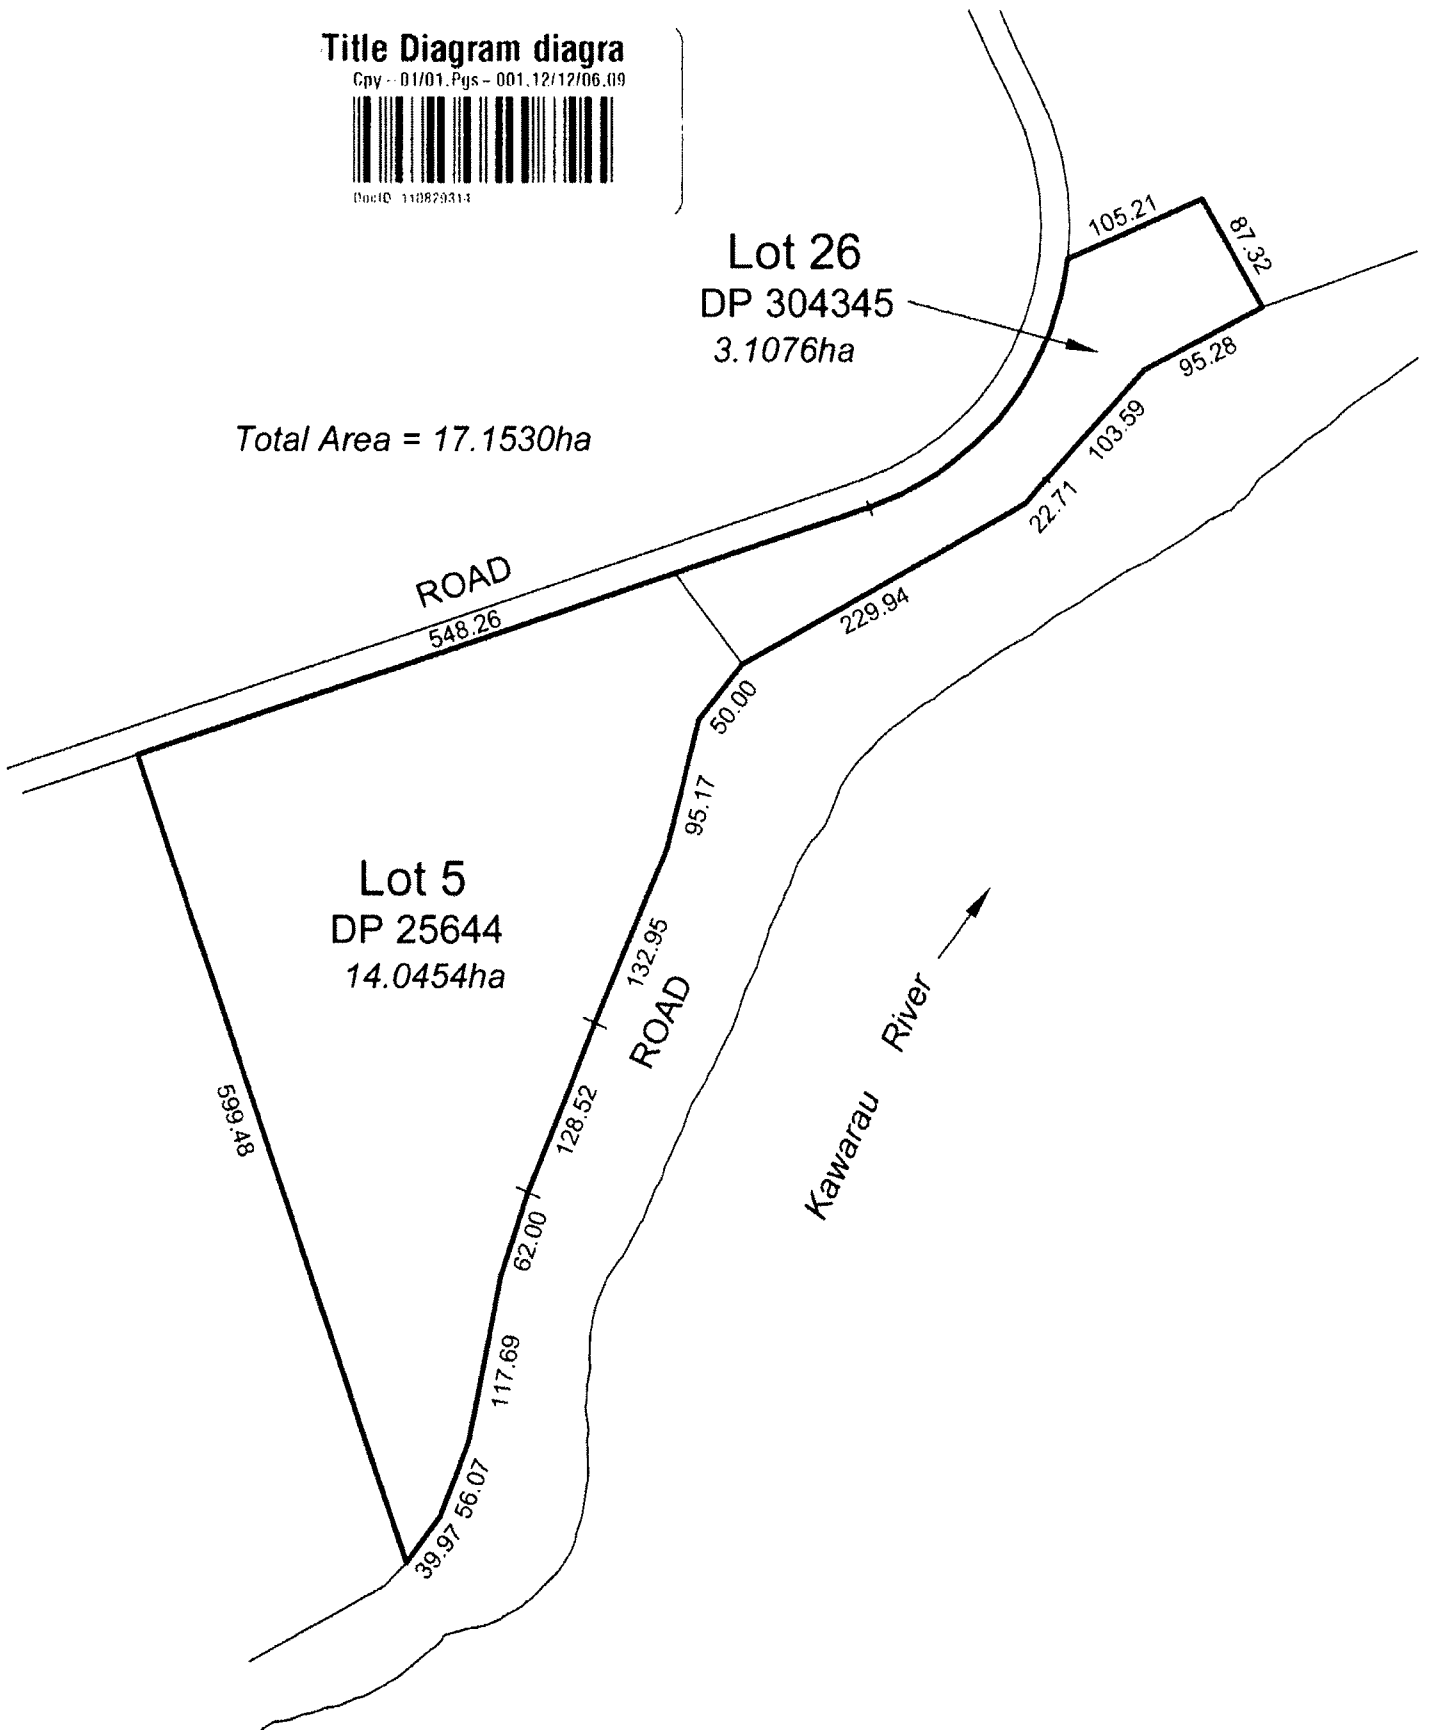 Title Diagram diagra
Cpy - 01/01, Pgs - 001, 12/12/06, 09
DocID 110829314
Lot 26
DP 304345
3.1076ha
105.21
87.32
95.28
103.59
22.71
Total Area = 17.1530ha
ROAD
548.26
229.94
50.00
95.17
Lot 5
DP 25644
14.0454ha
132.95
ROAD
Kawarau River
599.48
128.52
62.00
117.69
56.07
39.97